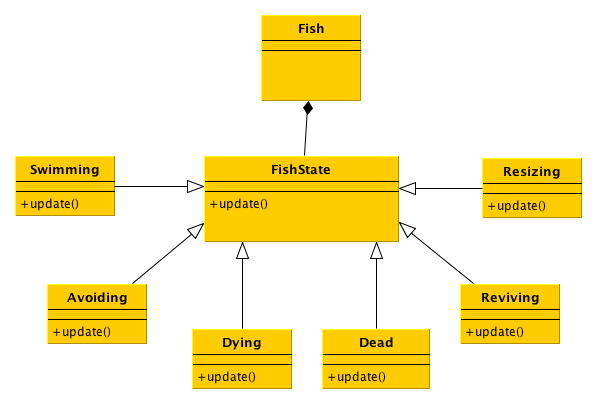 Fish
Swimming
+update()
FishState
+update()
Resizing
+update()
Avoiding
+update()
Dying
+update()
Dead
+update()
Reviving
+update()